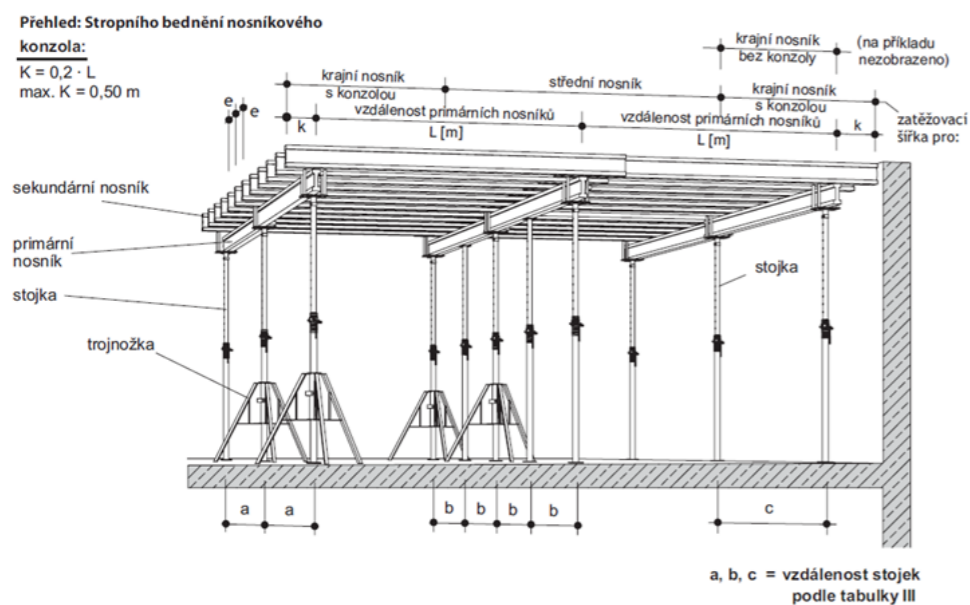 Přehled: Stropního bednění nosníkového
konzola:
K = 0,2 · L
max. K = 0,50 m
krajní nosník
bez konzoly
(na příkladu
nezobrazeno)
e
e
krajní nosník
s konzolou
střední nosník
krajní nosník
s konzolou
zatěžovací
šířka pro:
k
vzdálenost primárních nosníků
L [m]
vzdálenost primárních nosníků
L [m]
k
sekundární nosník
primární
nosník
stojka
trojnožka
stojka
a
a
b
b
b
b
c
a, b, c = vzdálenost stojek
podle tabulky III